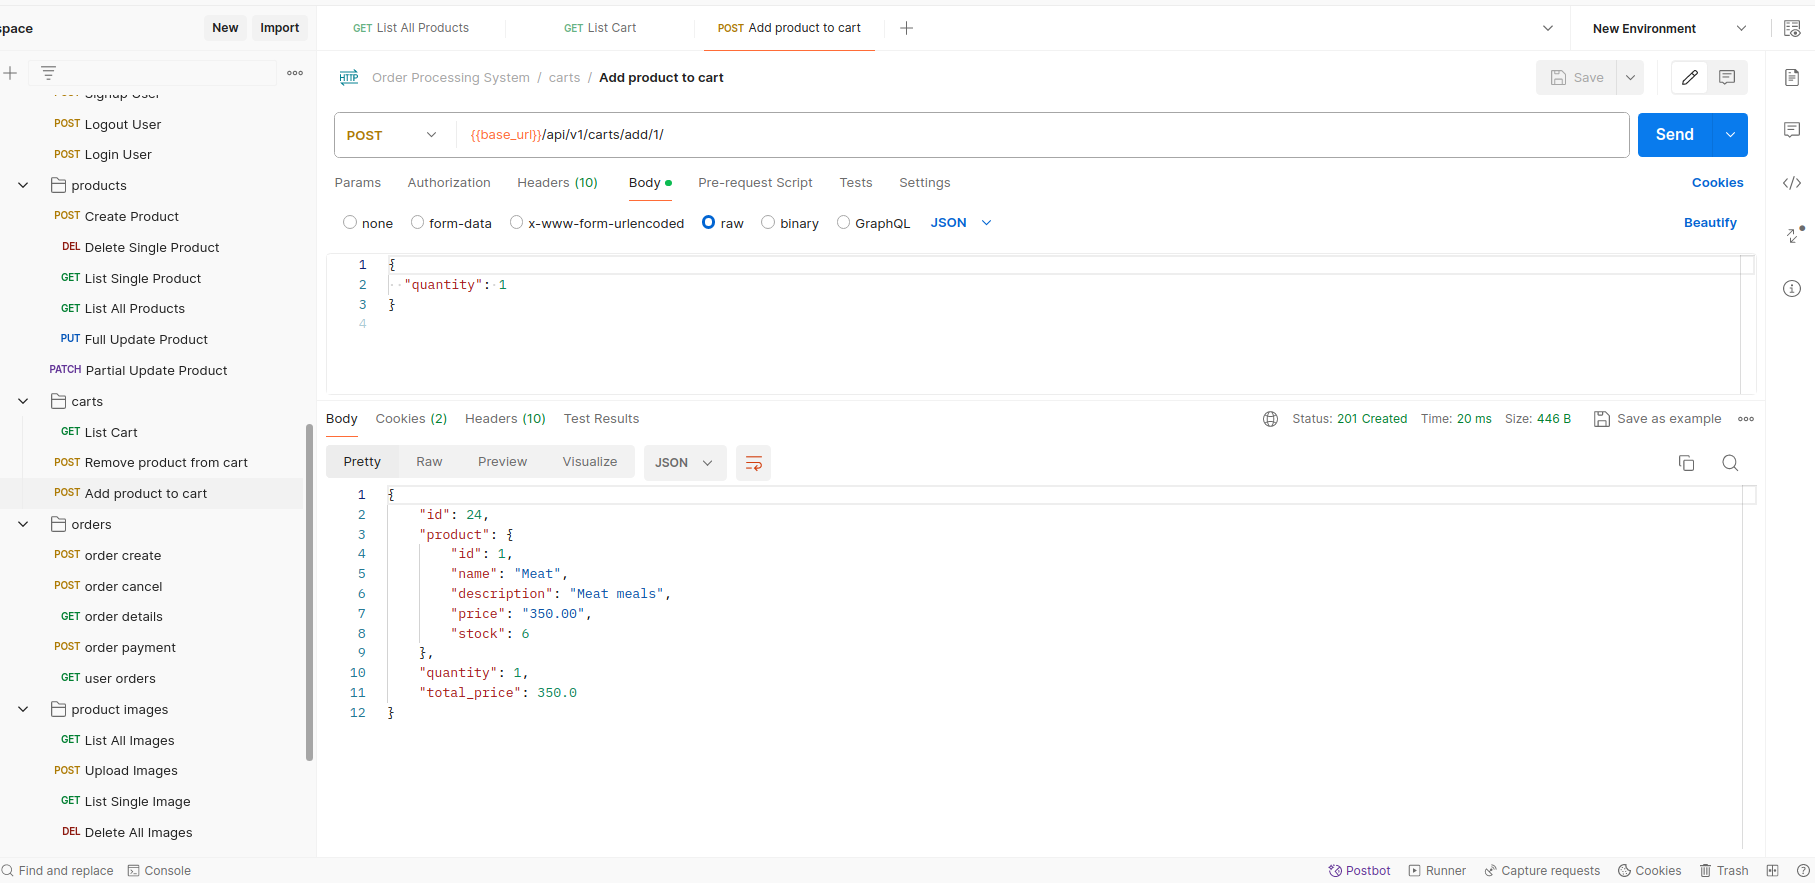 space
New
Import
GET List All Products
GET List Cart
POST Add product to cart
New Environment
HTTP Order Processing System / carts / Add product to cart
Save
POST
{{base_url}}/api/v1/carts/add/1/
Send
Params
Authorization
Headers (10)
Body
Pre-request Script
Tests
Settings
Cookies
none
form-data
x-www-form-urlencoded
raw
binary
GraphQL
JSON
Beautify
1 {
2 "quantity": 1
3 }
4
Signup User
POST Logout User
POST Login User
products
POST Create Product
DEL Delete Single Product
GET List Single Product
GET List All Products
PUT Full Update Product
PATCH Partial Update Product
carts
GET List Cart
POST Remove product from cart
POST Add product to cart
orders
POST order create
POST order cancel
GET order details
POST order payment
GET user orders
product images
GET List All Images
POST Upload Images
GET List Single Image
DEL Delete All Images
Body
Cookies (2)
Headers (10)
Test Results
Status: 201 Created
Time: 20 ms
Size: 446 B
Save as example
Pretty
Raw
Preview
Visualize
JSON
1 {
2 "id": 24,
3 "product": {
4 "id": 1,
5 "name": "Meat",
6 "description": "Meat meals",
7 "price": "350.00",
8 "stock": 6
9 },
10 "quantity": 1,
11 "total_price": 350.0
12 }
Find and replace
Console
Postbot
Runner
Capture requests
Cookies
Trash